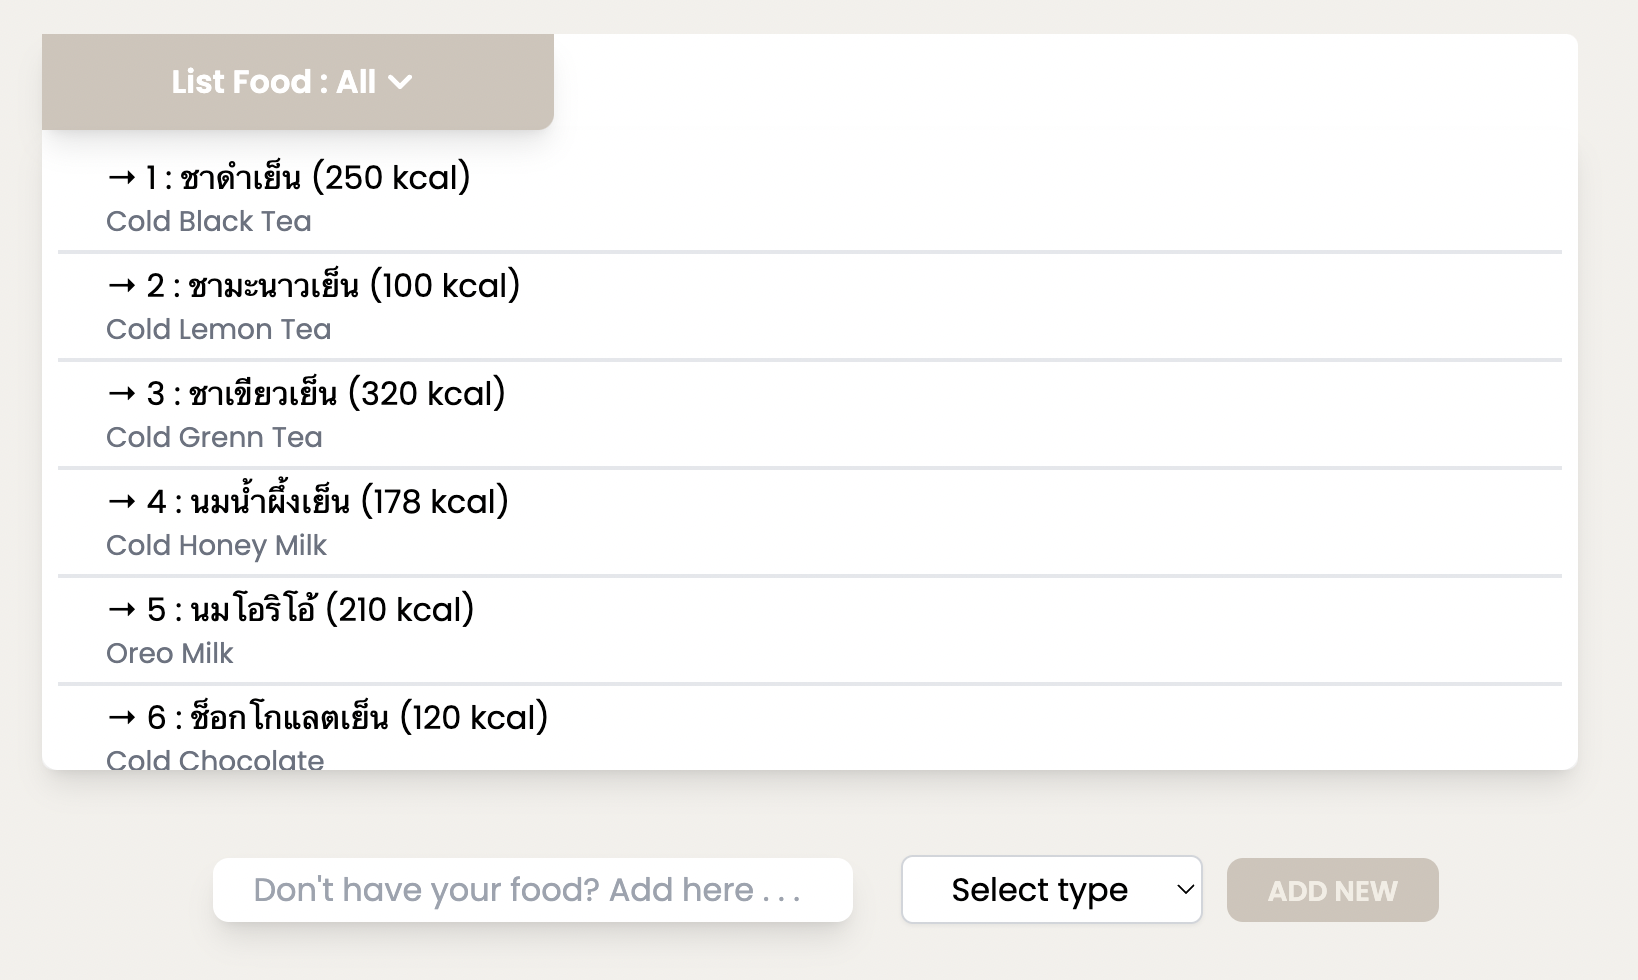 List Food : All
→ 1 : ชาดำเย็น (250 kcal)
Cold Black Tea
→ 2 : ชามะนาวเย็น (100 kcal)
Cold Lemon Tea
→ 3 : ชาเขียวเย็น (320 kcal)
Cold Grenn Tea
→ 4 : นมน้ำผึ้งเย็น (178 kcal)
Cold Honey Milk
→ 5 : นมโอริโอ้ (210 kcal)
Oreo Milk
→ 6 : ช็อกโกแลตเย็น (120 kcal)
Cold Chocolate
Don't have your food? Add here . . .
Select type
ADD NEW